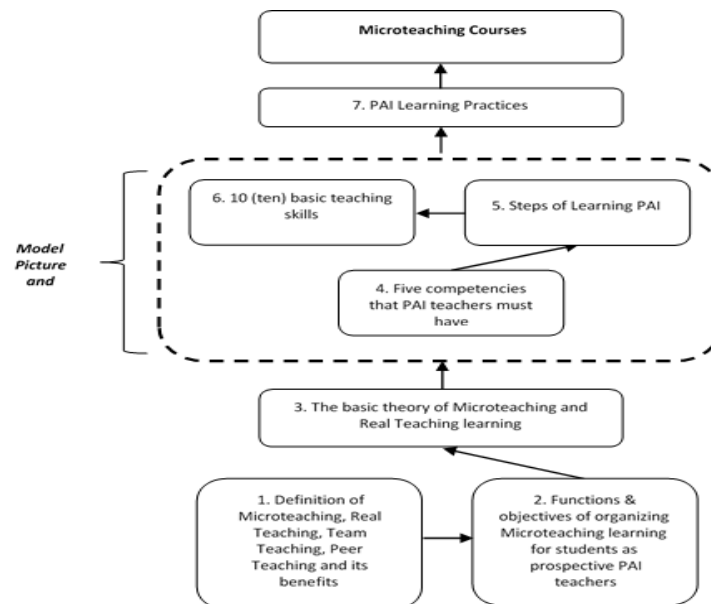 Microteaching Courses
7. PAI Learning Practices
6. 10 (ten) basic teaching
skills
5. Steps of Learning PAI
Model
Picture
and
4. Five competencies
that PAI teachers must
have
3. The basic theory of Microteaching and
Real Teaching learning
1. Definition of
Microteaching, Real
Teaching, Team
Teaching, Peer
Teaching and its
benefits
2. Functions &
objectives of organizing
Microteaching learning
for students as
prospective PAI
teachers